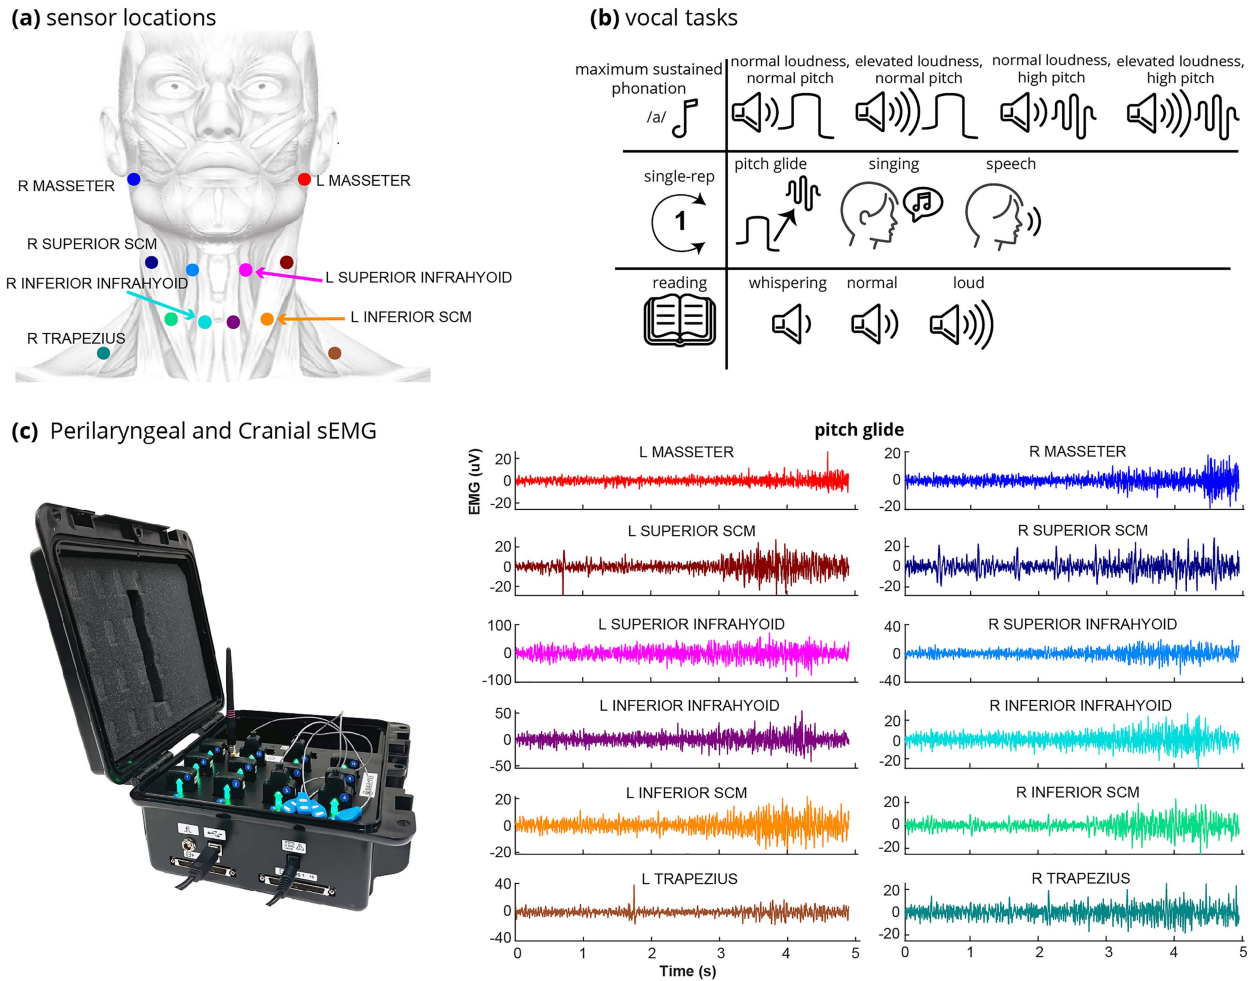 (a) sensor locations
R MASSETER
L MASSETER
R SUPERIOR SCM
R INFERIOR INFRAHYOID
L SUPERIOR INFRAHYOID
L INFERIOR SCM
R TRAPEZIUS
(b) vocal tasks
maximum sustained
phonation
/a/
normal loudness,
normal pitch
elevated loudness,
normal pitch
normal loudness,
high pitch
elevated loudness,
high pitch
single-rep
1
pitch glide
singing
speech
reading
whispering
normal
loud
(c) Perilaryngeal and Cranial sEMG
pitch glide
EMG (uV)
L MASSETER
20
0
-20
R MASSETER
20
0
-20
L SUPERIOR SCM
20
0
-20
R SUPERIOR SCM
20
0
-20
L SUPERIOR INFRAHYOID
100
0
-100
R SUPERIOR INFRAHYOID
40
0
-40
L INFERIOR INFRAHYOID
50
0
-50
R INFERIOR INFRAHYOID
20
0
-20
L INFERIOR SCM
20
0
-20
R INFERIOR SCM
20
0
-20
L TRAPEZIUS
40
0
-40
R TRAPEZIUS
20
0
-20
0 1 2 3 4 5
0 1 2 3 4 5
Time (s)